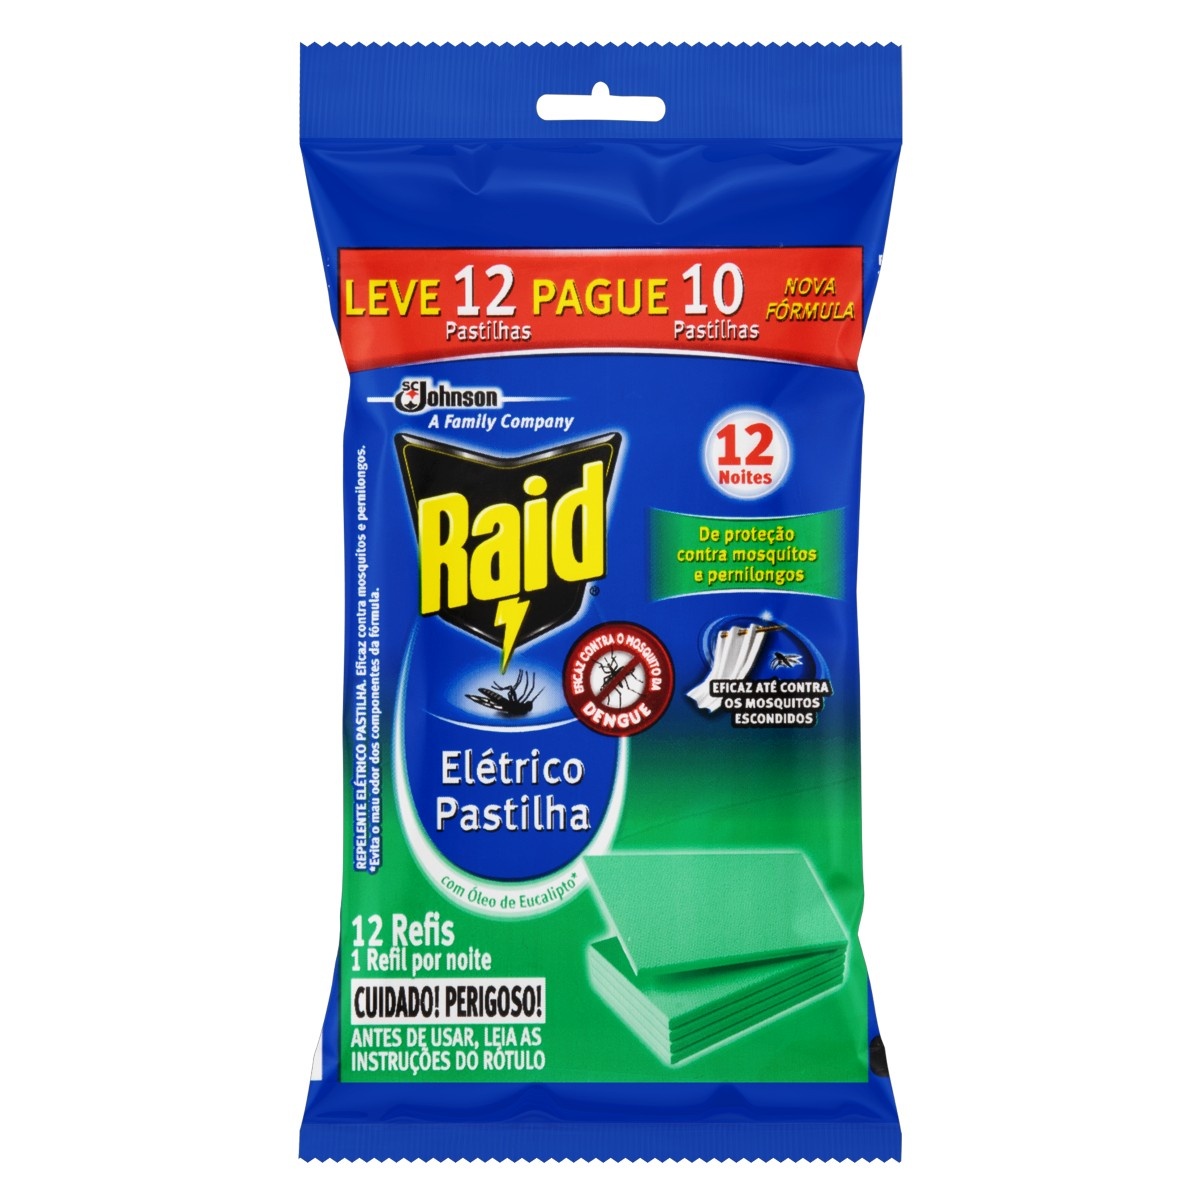 LEVE 12 PAGUE 10 NOVA
Pastilhas Pastilhas FÓRMULA
SC Johnson
A Family Company
Raid®
12
Noites
De proteção
contra mosquitos
e pernilongos
EFICAZ CONTRA O MOSQUITO DA
DENGUE
EFICAZ ATÉ CONTRA
OS MOSQUITOS
ESCONDIDOS
Elétrico
Pastilha
com Óleo de Eucalipto*
REPELENTE ELÉTRICO PASTILHA. Eficaz contra mosquitos e pernilongos.
*Evita o mau odor dos componentes da fórmula.
12 Refis
1 Refil por noite
CUIDADO! PERIGOSO!
ANTES DE USAR, LEIA AS
INSTRUÇÕES DO RÓTULO